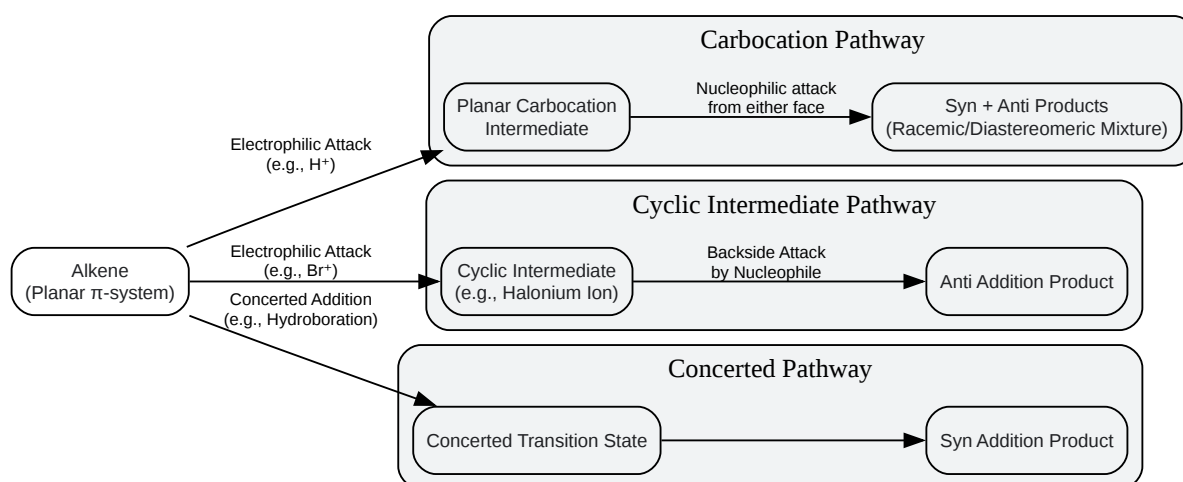 Carbocation Pathway
Planar Carbocation
Intermediate
Nucleophilic attack
from either face
Syn + Anti Products
(Racemic/Diastereomeric Mixture)
Electrophilic Attack
(e.g., H⁺)
Cyclic Intermediate Pathway
Alkene
(Planar π-system)
Electrophilic Attack
(e.g., Br⁺)
Cyclic Intermediate
(e.g., Halonium Ion)
Backside Attack
by Nucleophile
Anti Addition Product
Concerted Addition
(e.g., Hydroboration)
Concerted Pathway
Concerted Transition State
Syn Addition Product